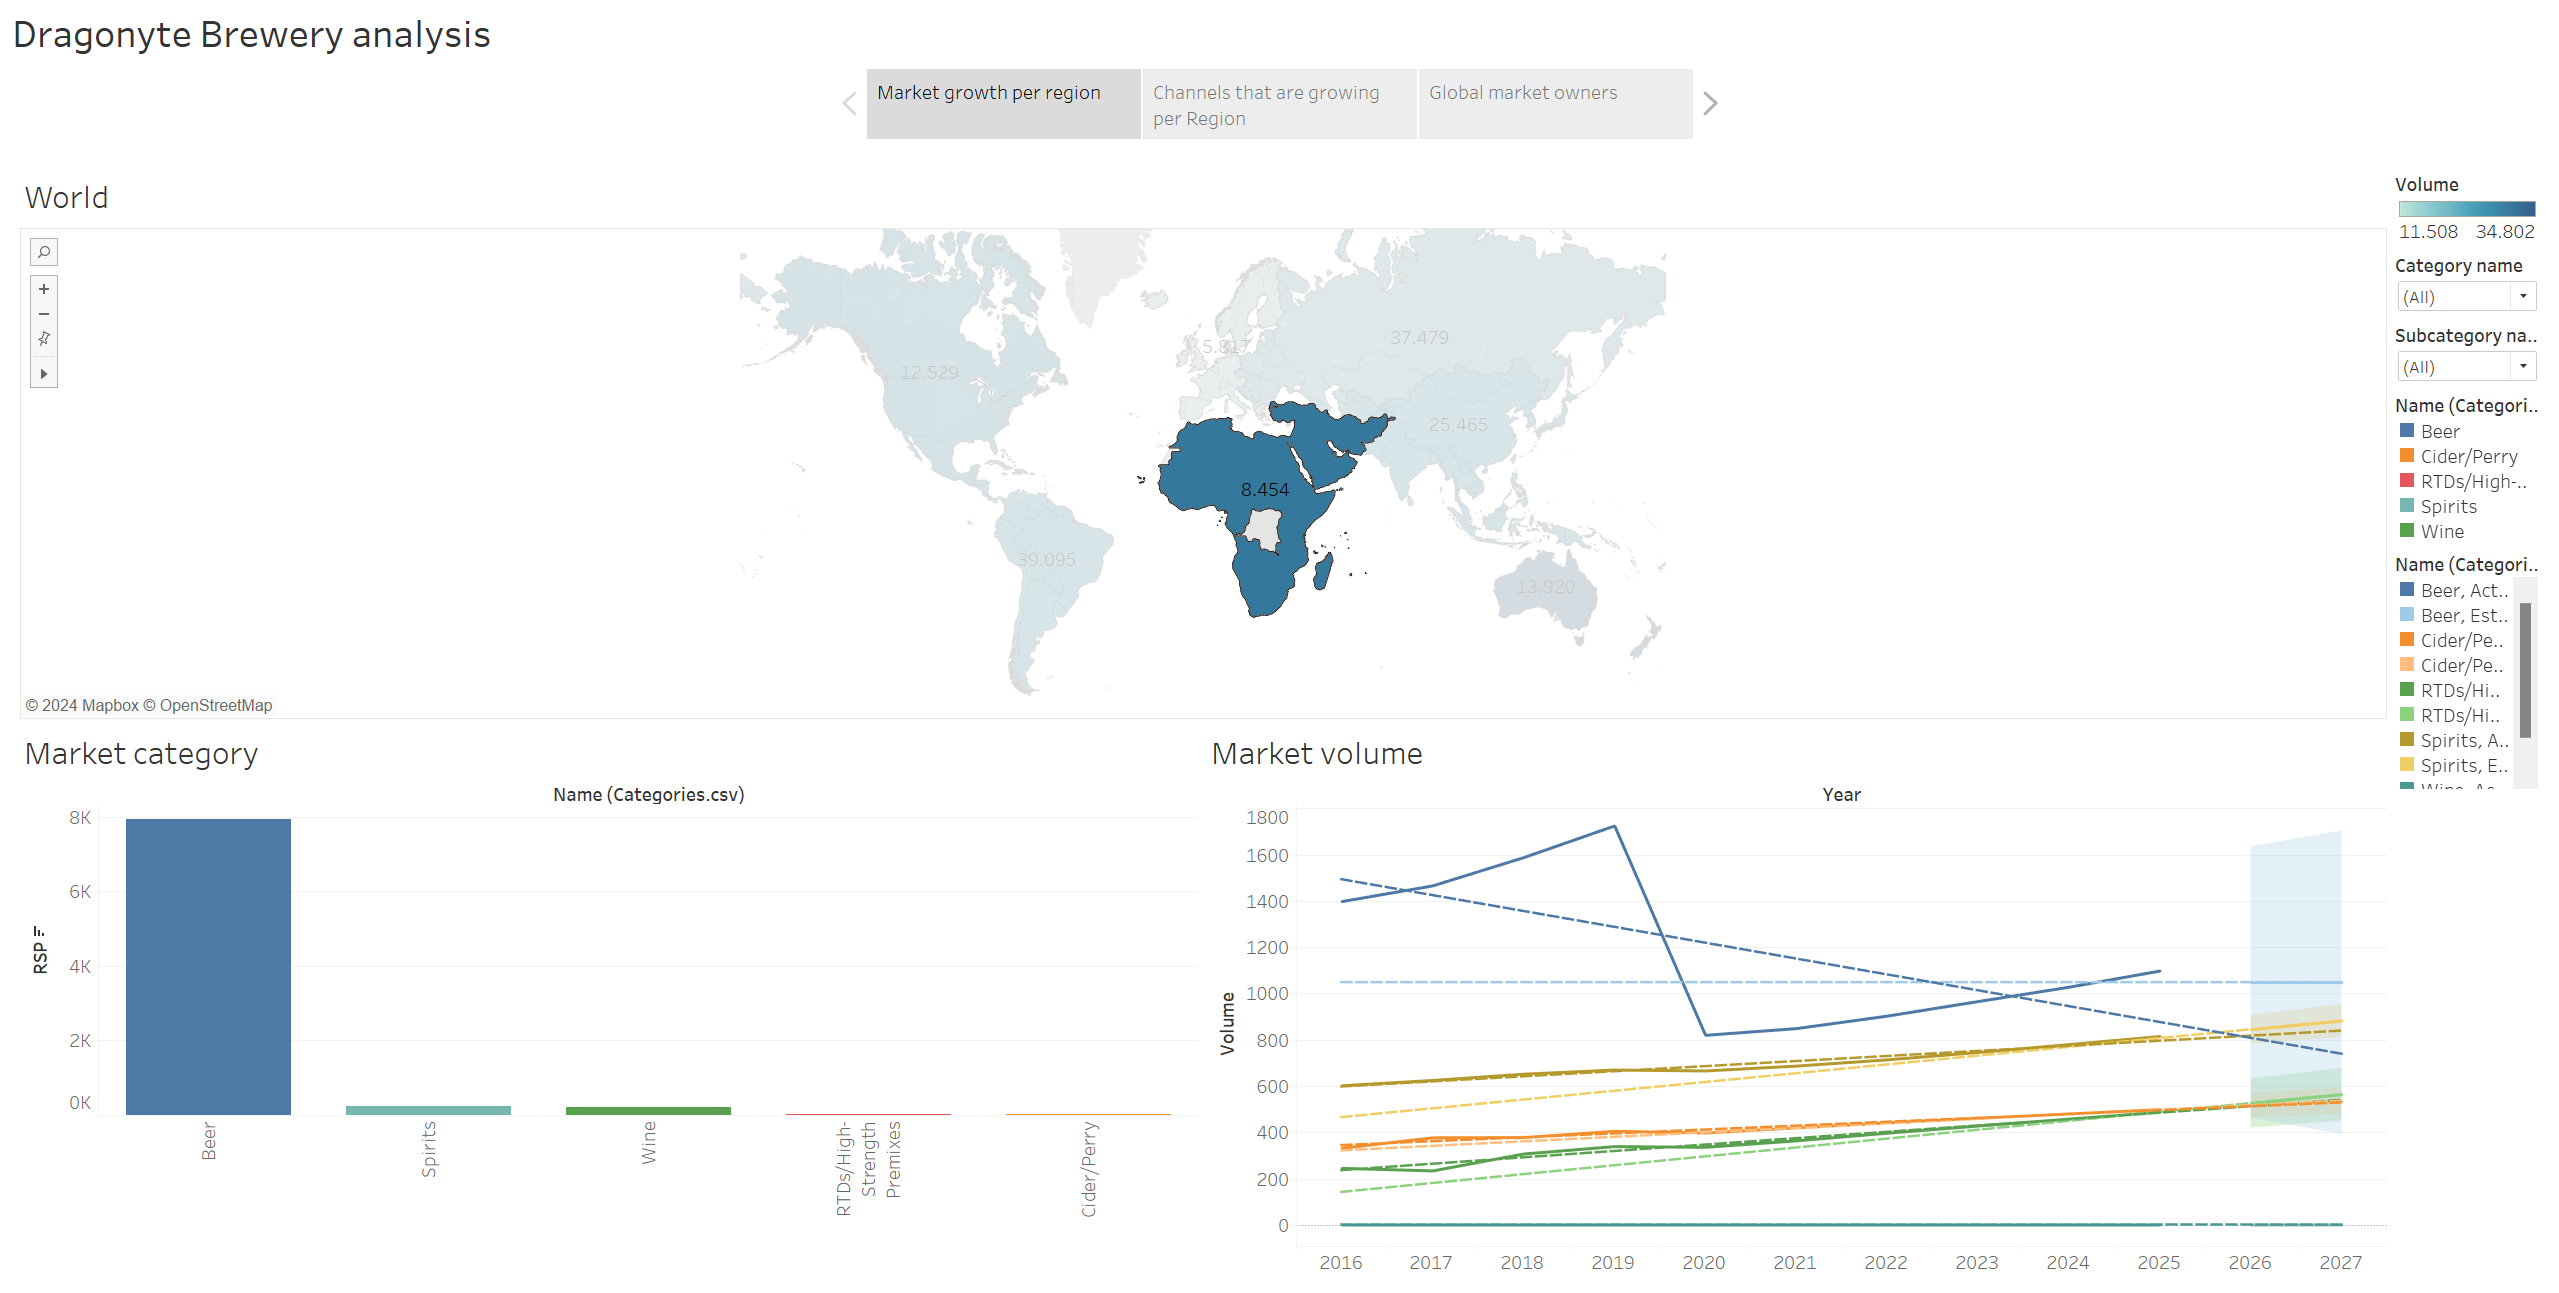 Dragonyte Brewery analysis
Market growth per region
Channels that are growing
per Region
Global market owners
World
Volume
11.508 34.802
Category name
(All)
Subcategory na..
(All)
Name (Categori..
Beer
Cider/Perry
RTDs/High-..
Spirits
Wine
Name (Categori..
Beer, Act..
Beer, Est..
Cider/Pe..
Cider/Pe..
RTDs/Hi..
RTDs/Hi..
Spirits, A..
Spirits, E..
37.479
12.529
25.465
8.454
39.095
13.920
© 2024 Mapbox © OpenStreetMap
Market category
Name (Categories.csv)
RSP
8K
6K
4K
2K
0K
Beer
Spirits
Wine
RTDs/High-
Strength
Premixes
Cider/Perry
Market volume
Year
Volume
1800
1600
1400
1200
1000
800
600
400
200
0
2016 2017 2018 2019 2020 2021 2022 2023 2024 2025 2026 2027